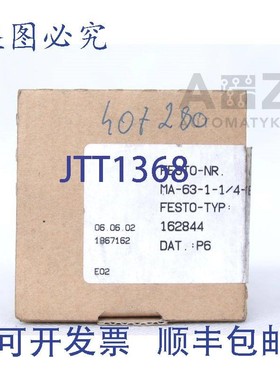 盗图必究
AUTOMATYK
407280
JTT1368
FESTO-NR.
MA-63-1-1/4-
FESTO-TYP:
162844
DAT.:P6
06.06.02
1867162
E02
可开发票 顺丰包邮